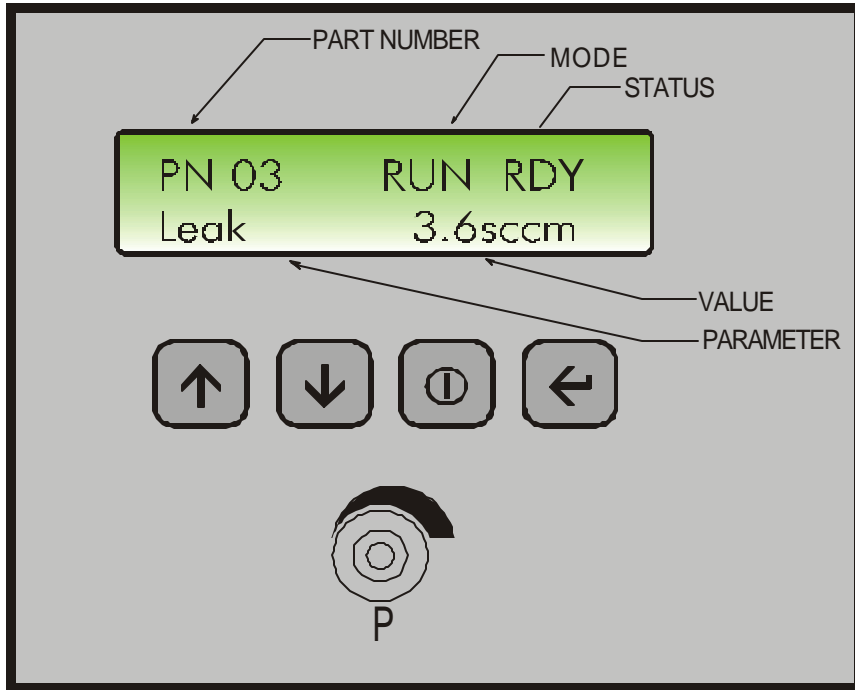 PART NUMBER
MODE
STATUS
PN 03 RUN RDY
Leak 3.6sccm
VALUE
PARAMETER
P